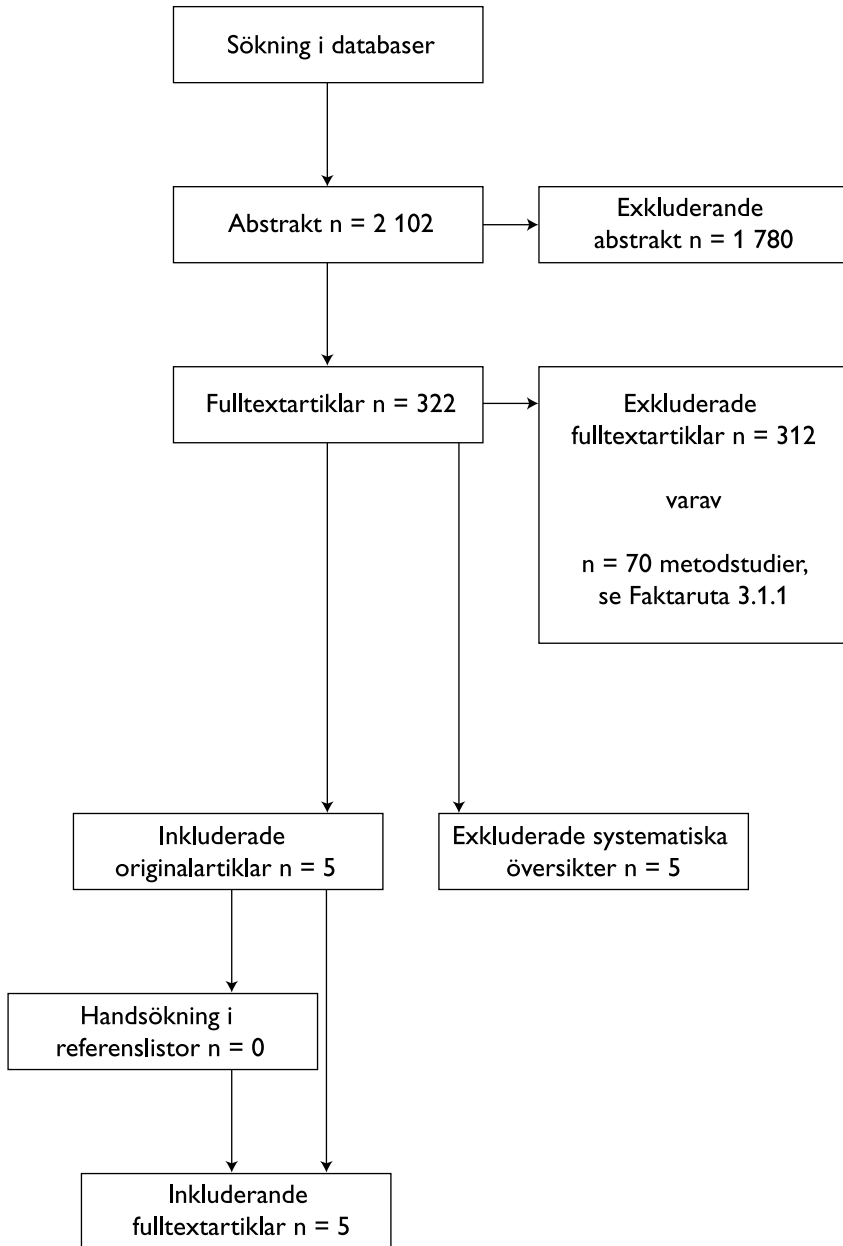 Sökning i databaser
Abstrakt n = 2 102
Exkluderande
abstrakt n = 1 780
Fulltextartiklar n = 322
Exkluderade
fulltextartiklar n = 312
varav
n = 70 metodstudier,
se Faktaruta 3.1.1
Inkluderade
originalartiklar n = 5
Exkluderade systematiska
översikter n = 5
Handsökning i
referenslistor n = 0
Inkluderande
fulltextartiklar n = 5